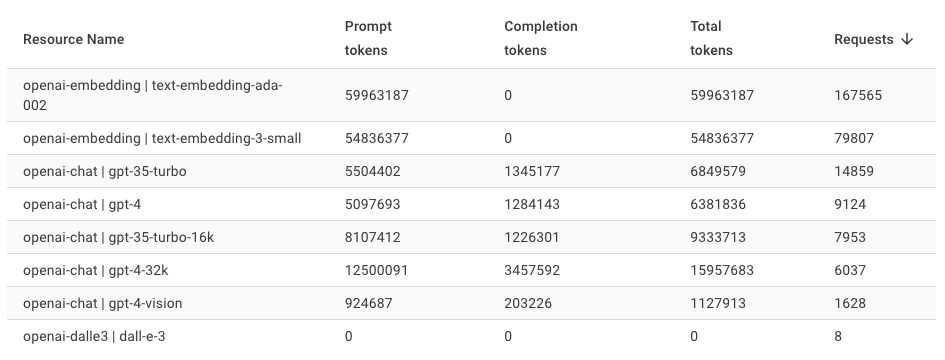 Resource Name Prompt tokens Completion tokens Total tokens Requests ↓
openai-embedding | text-embedding-ada-
002 59963187 0 59963187 167565
openai-embedding | text-embedding-3-small 54836377 0 54836377 79807
openai-chat | gpt-35-turbo 5504402 1345177 6849579 14859
openai-chat | gpt-4 5097693 1284143 6381836 9124
openai-chat | gpt-35-turbo-16k 8107412 1226301 9333713 7953
openai-chat | gpt-4-32k 12500091 3457592 15957683 6037
openai-chat | gpt-4-vision 924687 203226 1127913 1628
openai-dalle3 | dall-e-3 0 0 0 8